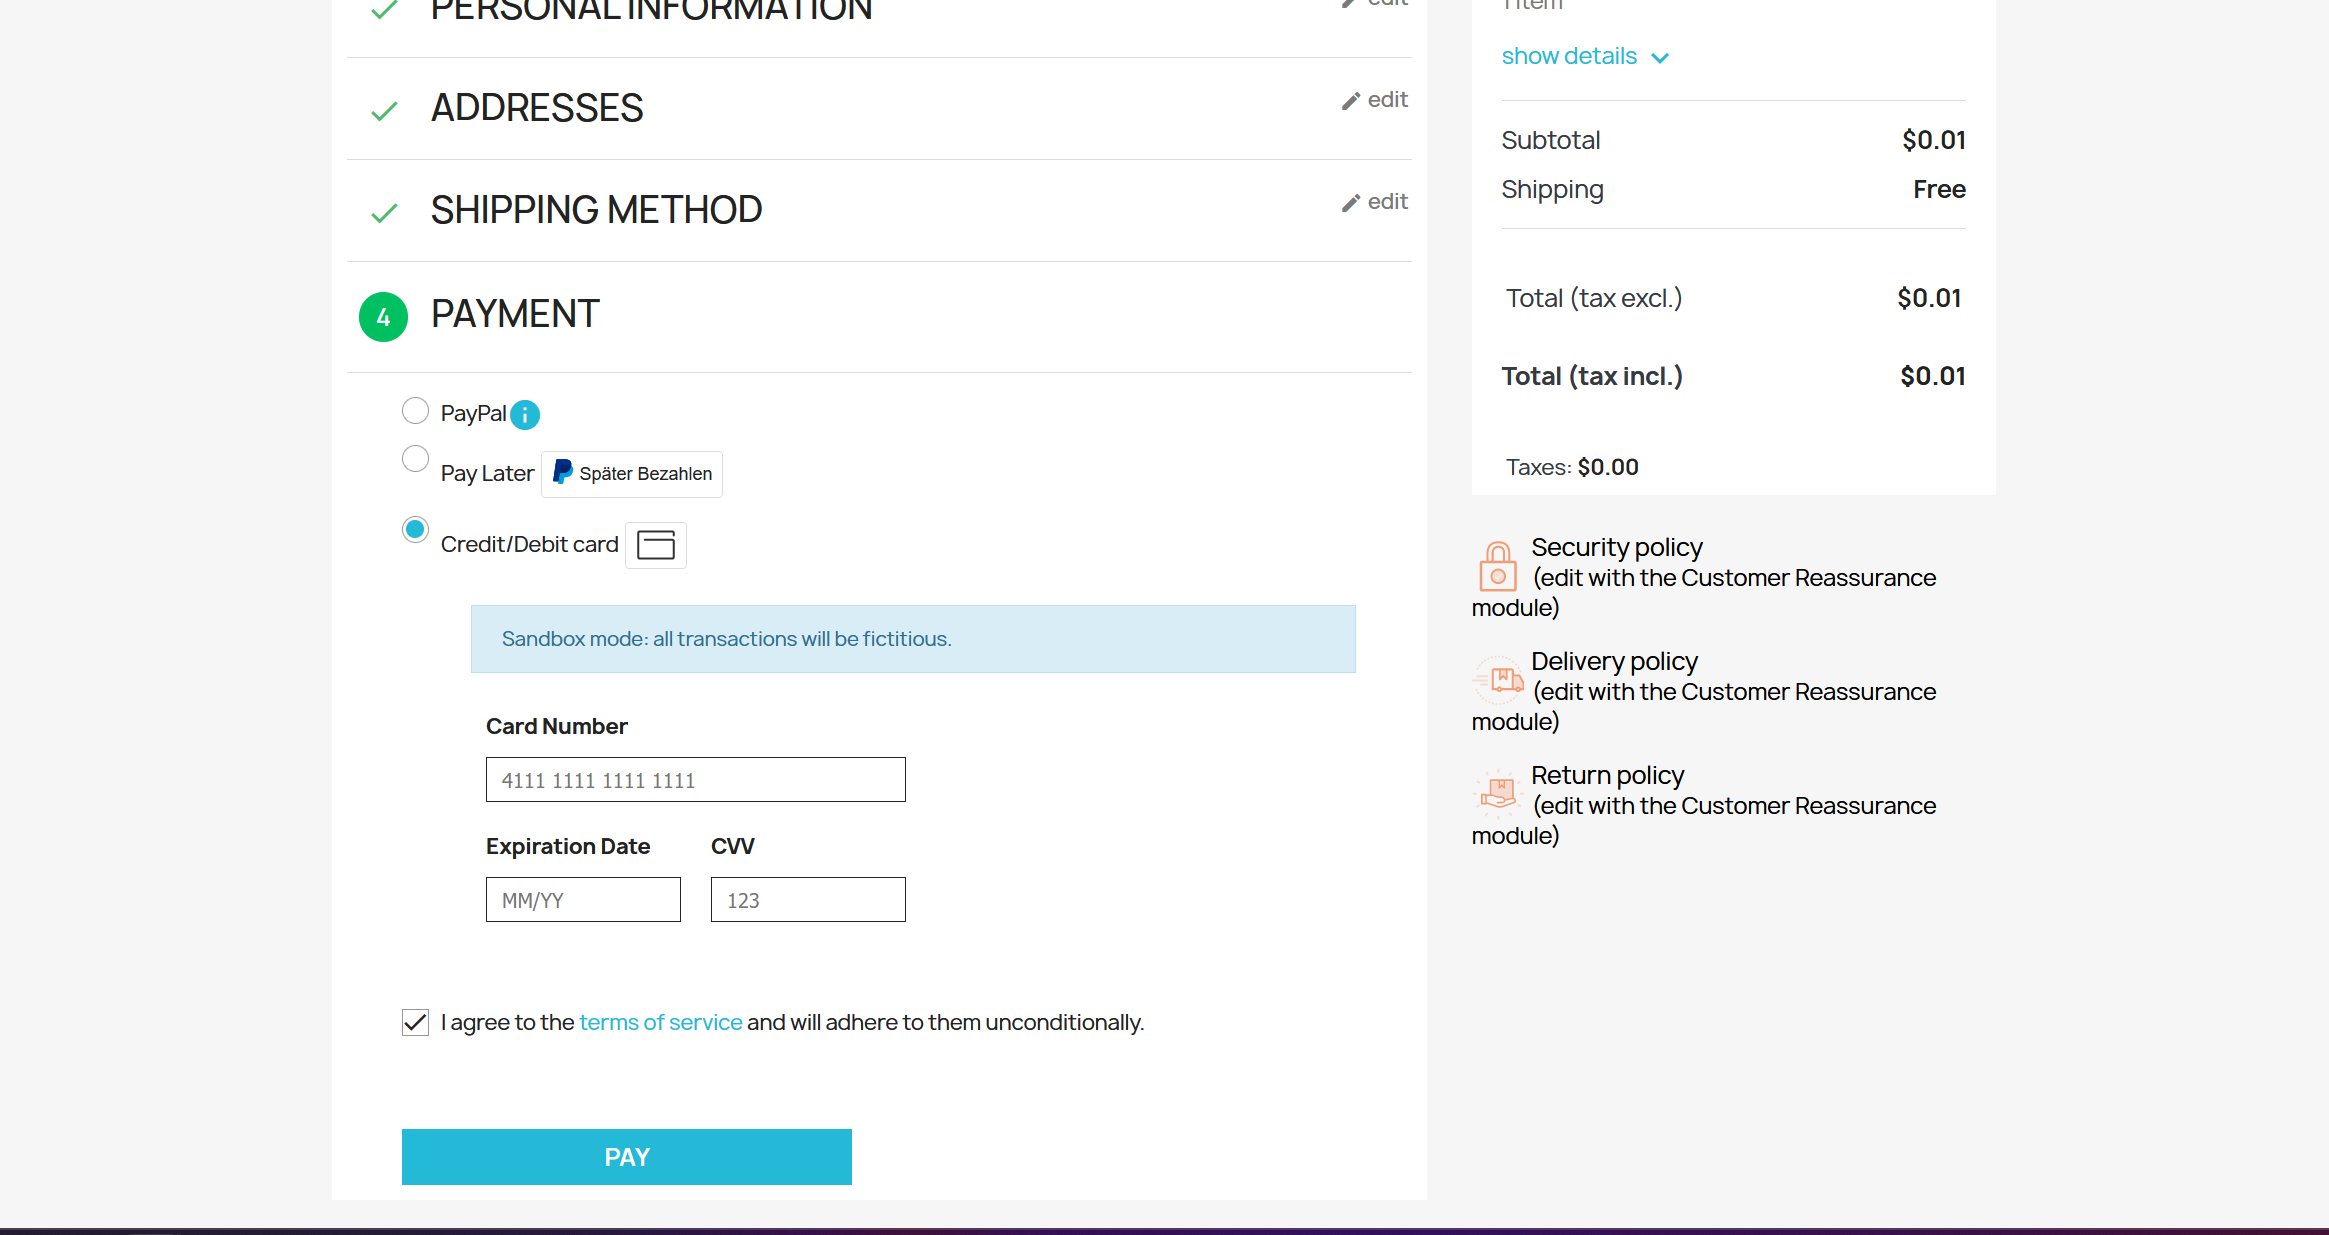 PERSONAL INFORMATION
edit
ADDRESSES
edit
SHIPPING METHOD
edit
4 PAYMENT
PayPal i
Pay Later Später Bezahlen
Credit/Debit card
Sandbox mode: all transactions will be fictitious.
Card Number
4111 1111 1111 1111
Expiration Date CVV
MM/YY 123
I agree to the terms of service and will adhere to them unconditionally.
PAY
1 item
show details
Subtotal $0.01
Shipping Free
Total (tax excl.) $0.01
Total (tax incl.) $0.01
Taxes: $0.00
Security policy
(edit with the Customer Reassurance
module)
Delivery policy
(edit with the Customer Reassurance
module)
Return policy
(edit with the Customer Reassurance
module)